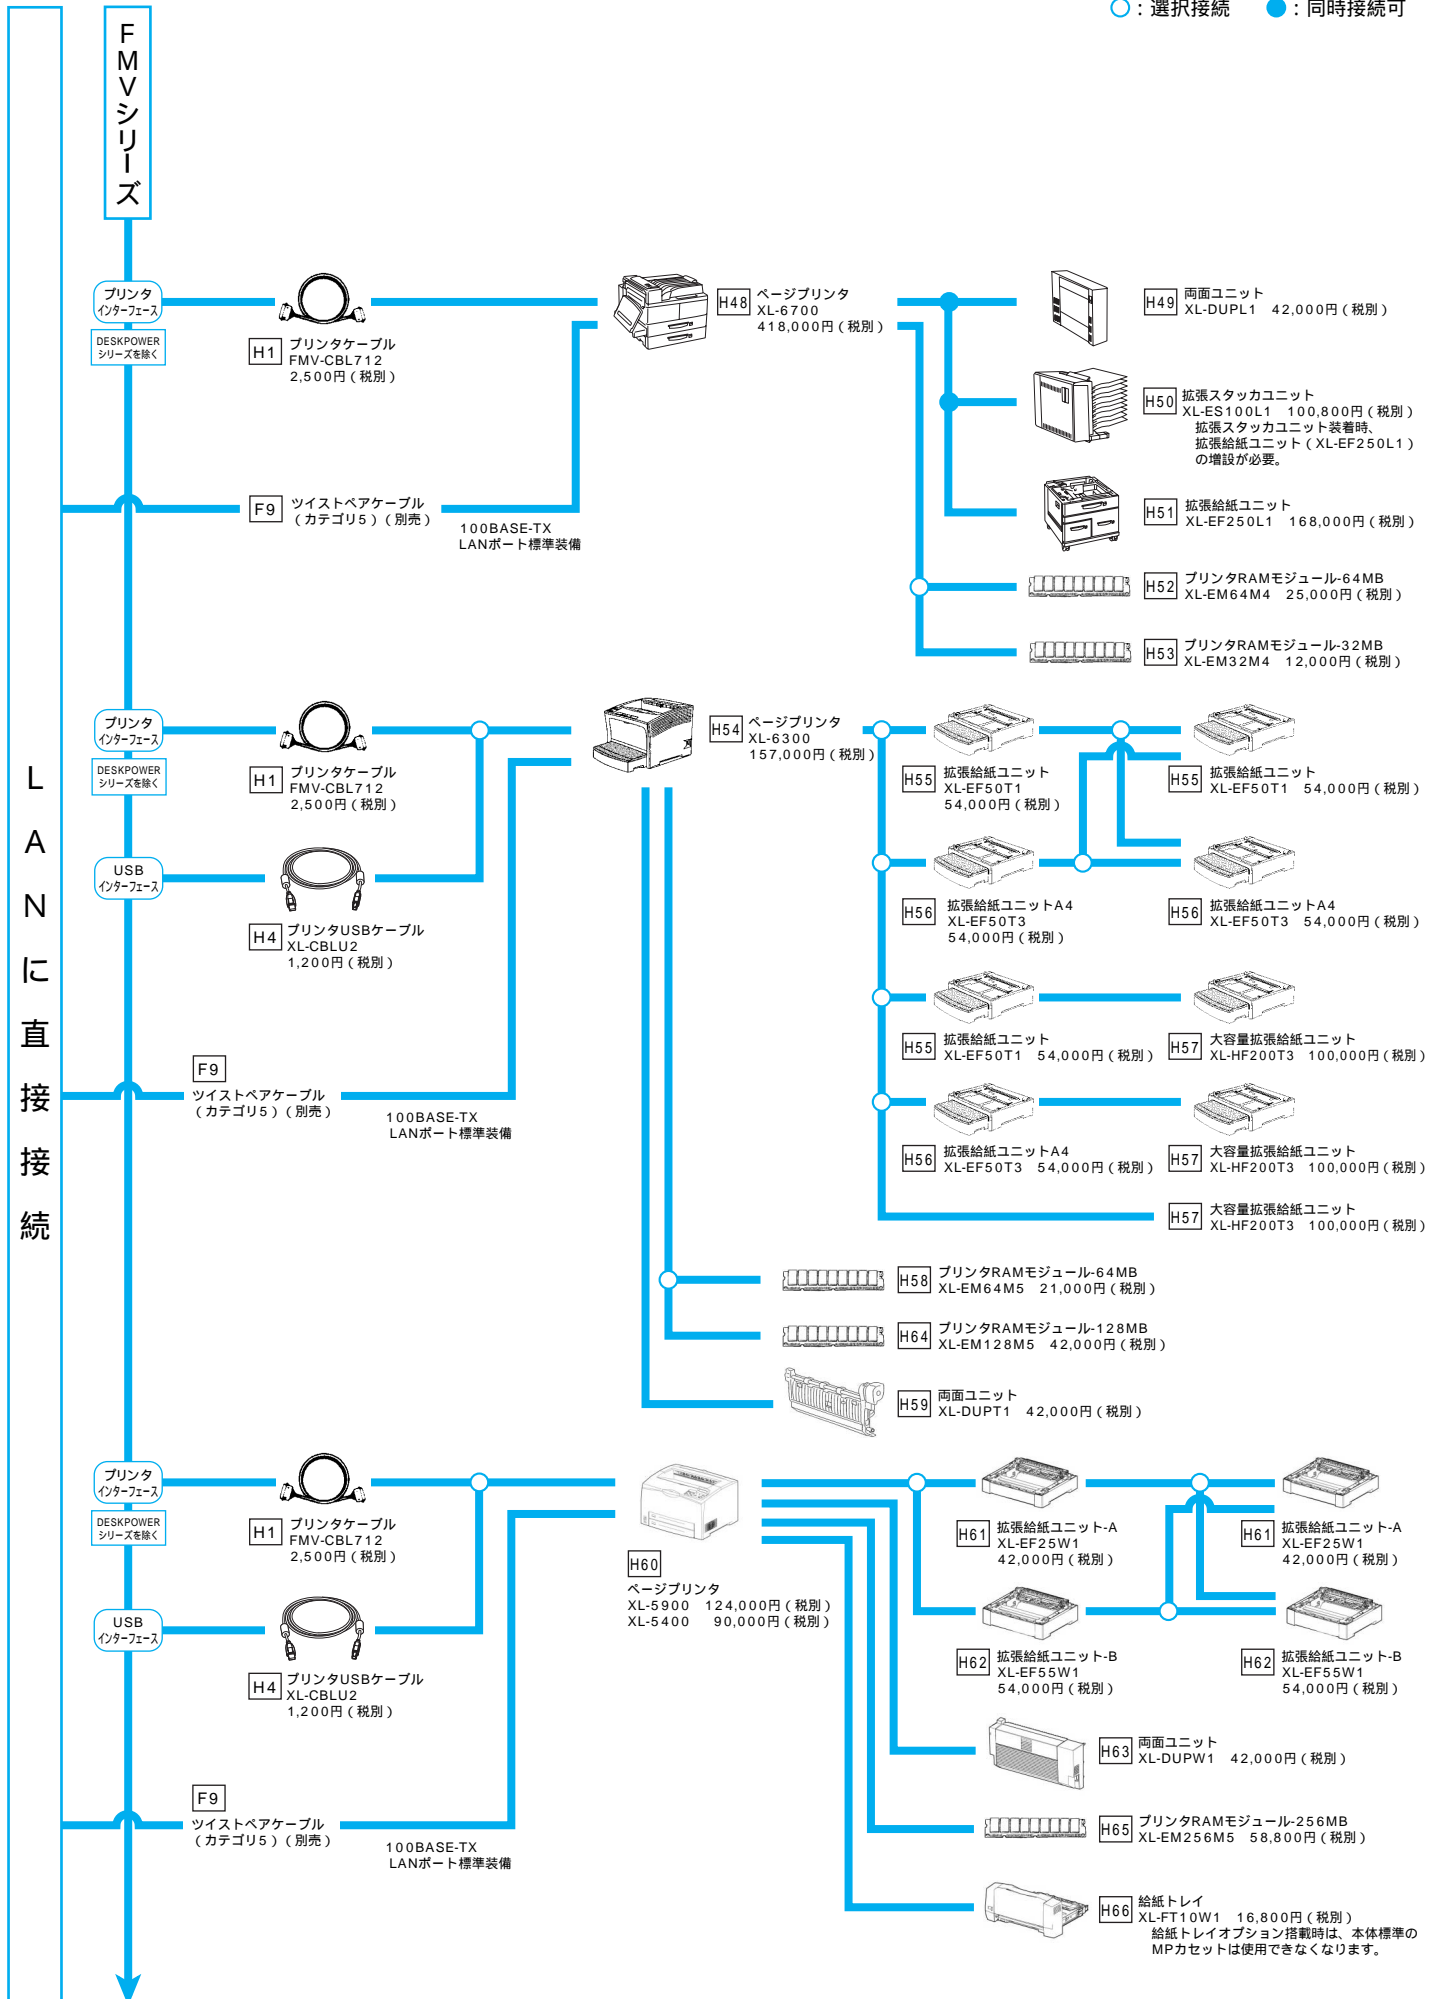 ○：選択接続　●：同時接続可
FMVシリーズ
LANに直接接続
プリンタ
インターフェース
DESKPOWER
シリーズを除く
H1 プリンタケーブル
FMV-CBL712
2,500円（税別）
F9 ツイストペアケーブル
（カテゴリ5）（別売）
100BASE-TX
LANポート標準装備
H48 ページプリンタ
XL-6700
418,000円（税別）
H49 両面ユニット
XL-DUPL1 42,000円（税別）
H50 拡張スタッカユニット
XL-ES100L1 100,800円（税別）
拡張スタッカユニット装着時、
拡張給紙ユニット（XL-EF250L1）
の増設が必要。
H51 拡張給紙ユニット
XL-EF250L1 168,000円（税別）
H52 プリンタRAMモジュール-64MB
XL-EM64M4 25,000円（税別）
H53 プリンタRAMモジュール-32MB
XL-EM32M4 12,000円（税別）
プリンタ
インターフェース
DESKPOWER
シリーズを除く
H1 プリンタケーブル
FMV-CBL712
2,500円（税別）
USB
インターフェース
H4 プリンタUSBケーブル
XL-CBLU2
1,200円（税別）
F9
ツイストペアケーブル
（カテゴリ5）（別売）
100BASE-TX
LANポート標準装備
H54 ページプリンタ
XL-6300
157,000円（税別）
H55 拡張給紙ユニット
XL-EF50T1
54,000円（税別）
H55 拡張給紙ユニット
XL-EF50T1 54,000円（税別）
H56 拡張給紙ユニットA4
XL-EF50T3
54,000円（税別）
H56 拡張給紙ユニットA4
XL-EF50T3 54,000円（税別）
H55 拡張給紙ユニット
XL-EF50T1 54,000円（税別）
H57 大容量拡張給紙ユニット
XL-HF200T3 100,000円（税別）
H56 拡張給紙ユニットA4
XL-EF50T3 54,000円（税別）
H57 大容量拡張給紙ユニット
XL-HF200T3 100,000円（税別）
H57 大容量拡張給紙ユニット
XL-HF200T3 100,000円（税別）
H58 プリンタRAMモジュール-64MB
XL-EM64M5 21,000円（税別）
H64 プリンタRAMモジュール-128MB
XL-EM128M5 42,000円（税別）
H59 両面ユニット
XL-DUPT1 42,000円（税別）
プリンタ
インターフェース
DESKPOWER
シリーズを除く
H1 プリンタケーブル
FMV-CBL712
2,500円（税別）
USB
インターフェース
H4 プリンタUSBケーブル
XL-CBLU2
1,200円（税別）
F9
ツイストペアケーブル
（カテゴリ5）（別売）
100BASE-TX
LANポート標準装備
H60
ページプリンタ
XL-5900 124,000円（税別）
XL-5400 90,000円（税別）
H61 拡張給紙ユニット-A
XL-EF25W1
42,000円（税別）
H61 拡張給紙ユニット-A
XL-EF25W1
42,000円（税別）
H62 拡張給紙ユニット-B
XL-EF55W1
54,000円（税別）
H62 拡張給紙ユニット-B
XL-EF55W1
54,000円（税別）
H63 両面ユニット
XL-DUPW1 42,000円（税別）
H65 プリンタRAMモジュール-256MB
XL-EM256M5 58,800円（税別）
H66 給紙トレイ
XL-FT10W1 16,800円（税別）
給紙トレイオプション搭載時は、本体標準の
MPカセットは使用できなくなります。